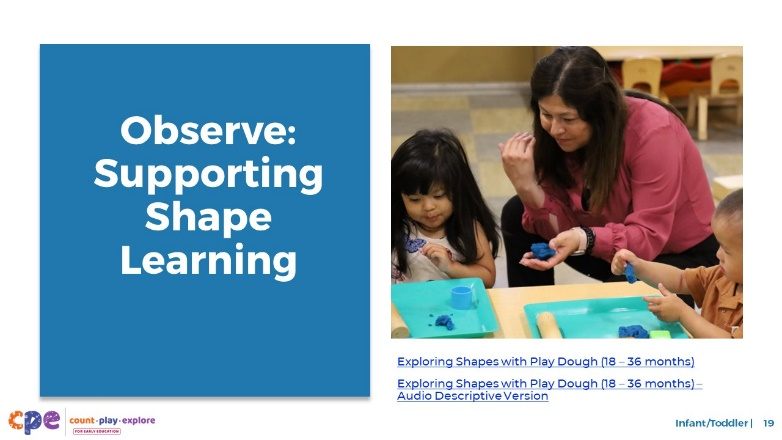 Observe:
Supporting
Shape
Learning
Exploring Shapes with Play Dough (18 – 36 months)
Exploring Shapes with Play Dough (18 – 36 months) –
Audio Descriptive Version
cpe
count·play·explore
FOR EARLY EDUCATION
Infant/Toddler | 19